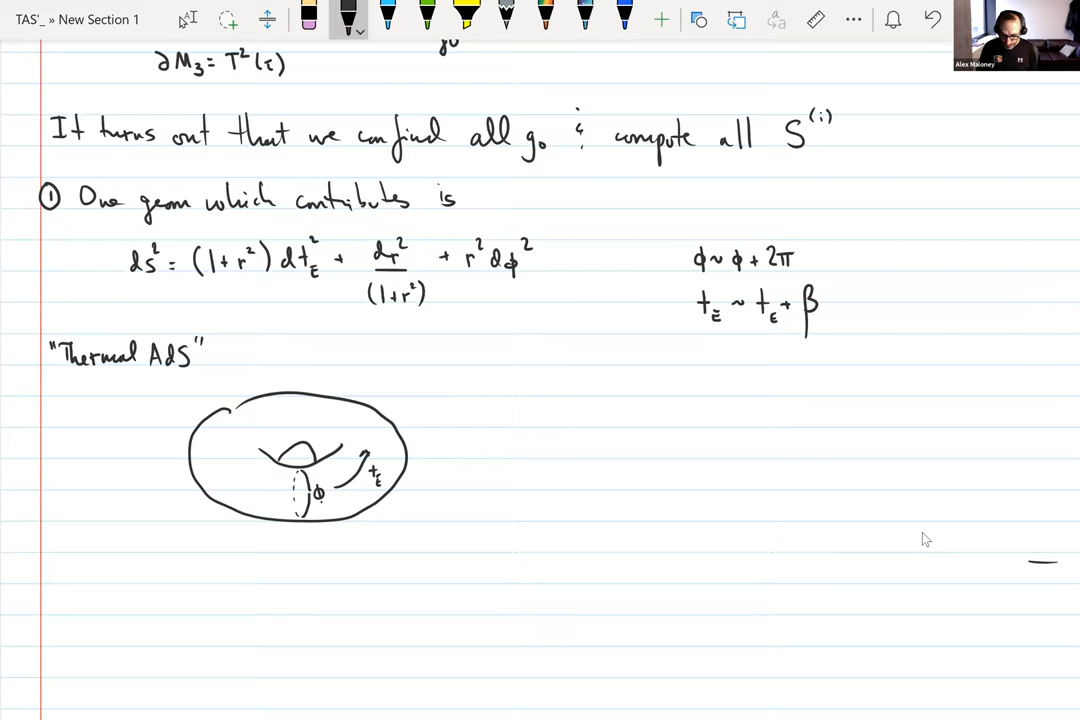 TAS'_ » New Section 1
Alex Maloney
∂M₃ = T²(τ)
g₀
It turns out that we can find all g₀ & compute all S⁽ⁱ⁾
① One geom which contributes is
ds² = (1+r²) dt_E² + dr²/(1+r²) + r² dϕ²
ϕ ~ ϕ + 2π
t_E ~ t_E + β
"Thermal AdS"
ϕ
t_E